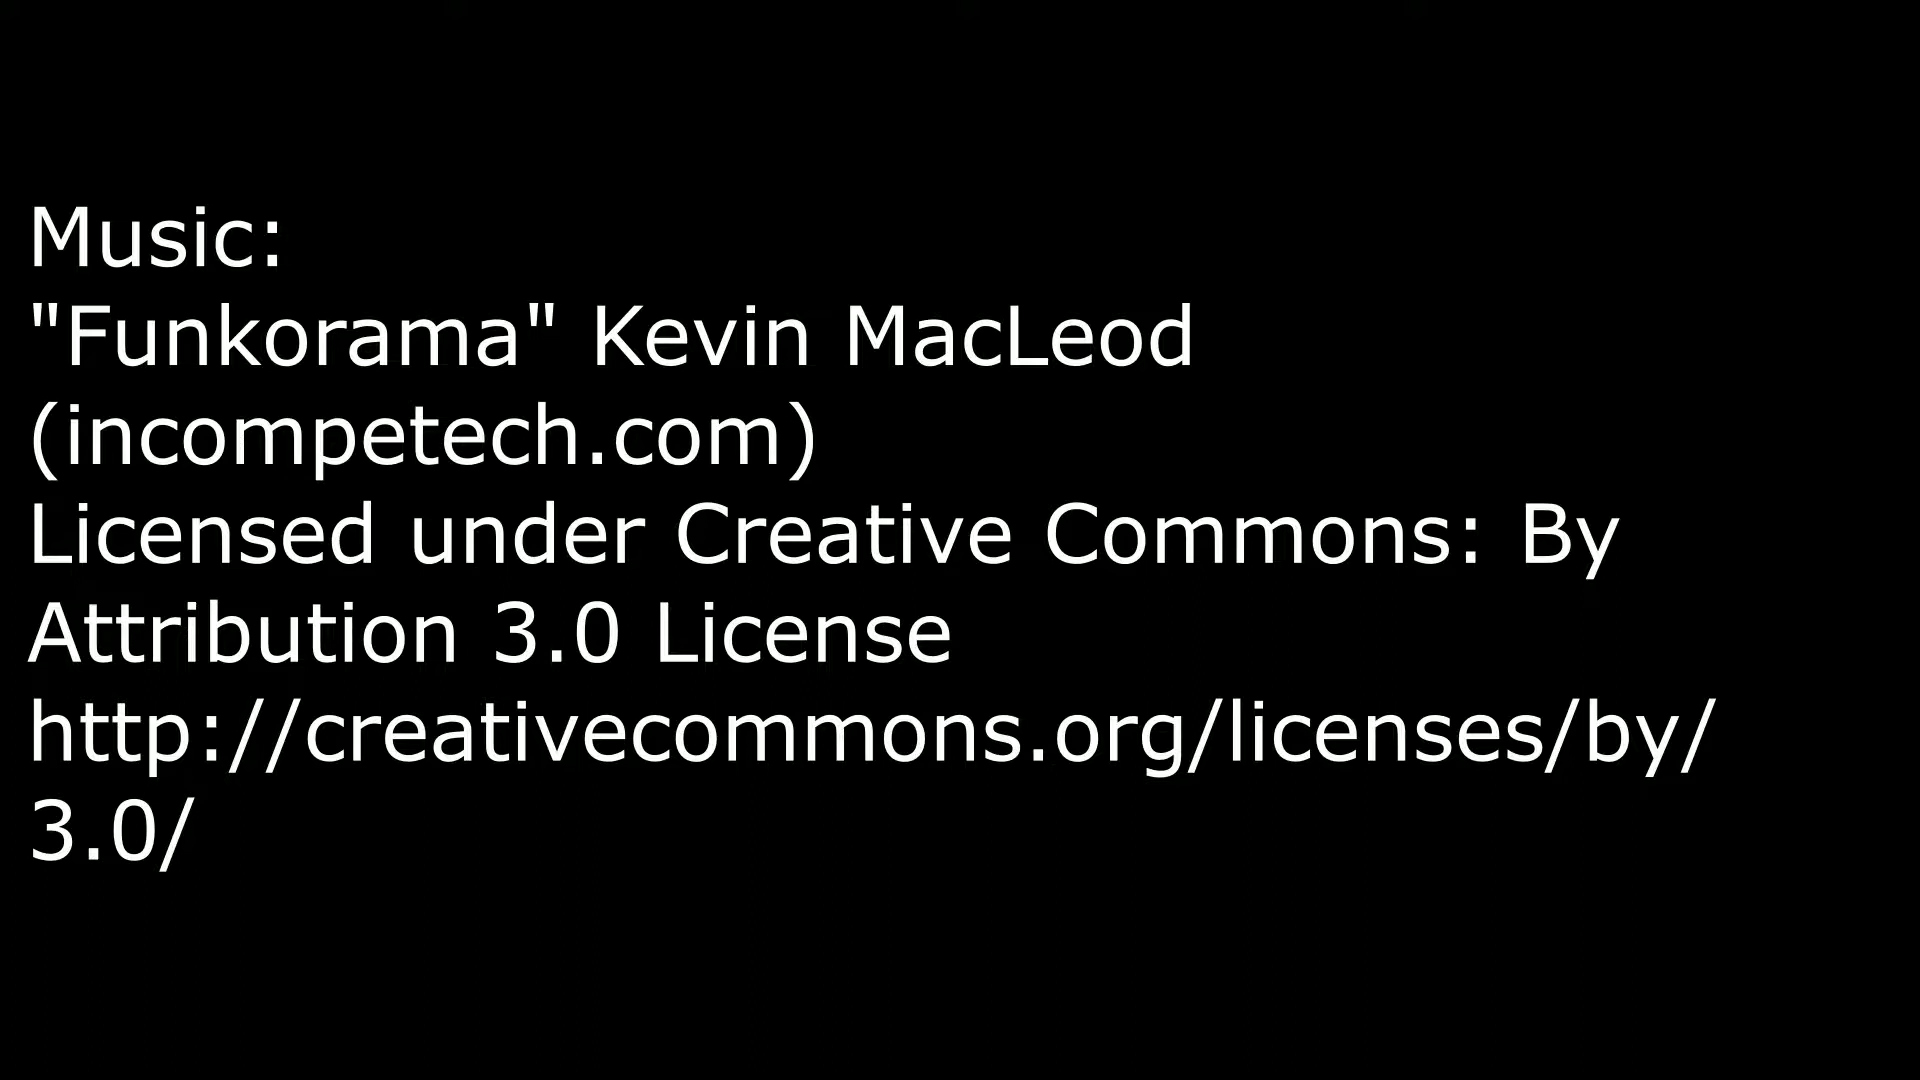 Music:
"Funkorama" Kevin MacLeod
(incompetech.com)
Licensed under Creative Commons: By
Attribution 3.0 License
http://creativecommons.org/licenses/by/
3.0/